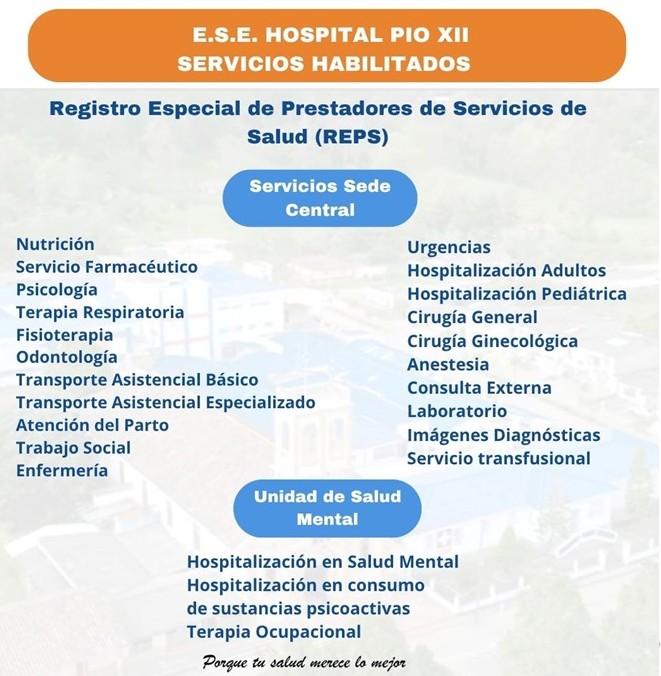 E.S.E. HOSPITAL PIO XII
SERVICIOS HABILITADOS
Registro Especial de Prestadores de Servicios de
Salud (REPS)
Servicios Sede
Central
Nutrición
Servicio Farmacéutico
Psicología
Terapia Respiratoria
Fisioterapia
Odontología
Transporte Asistencial Básico
Transporte Asistencial Especializado
Atención del Parto
Trabajo Social
Enfermería
Urgencias
Hospitalización Adultos
Hospitalización Pediátrica
Cirugía General
Cirugía Ginecológica
Anestesia
Consulta Externa
Laboratorio
Imágenes Diagnósticas
Servicio transfusional
Unidad de Salud
Mental
Hospitalización en Salud Mental
Hospitalización en consumo
de sustancias psicoactivas
Terapia Ocupacional
Porque tu salud merece lo mejor